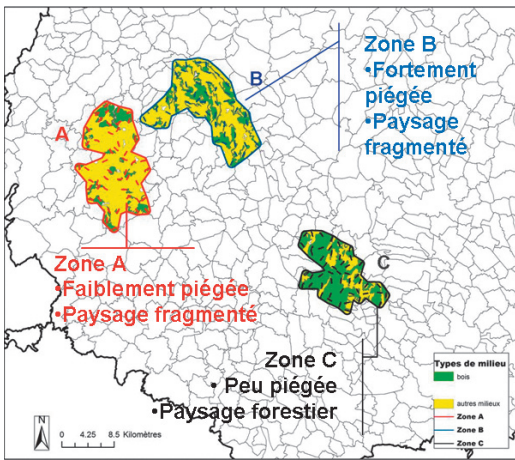 Zone B
•Fortement
piégée
•Paysage
fragmenté
B
A
Zone A
•Faiblement piégée
•Paysage fragmenté
C
Zone C
• Peu piégée
•Paysage forestier
Types de milieu
bois
autres milieux
Zone A
Zone B
Zone C
N
0 4.25 8.5 Kilomètres